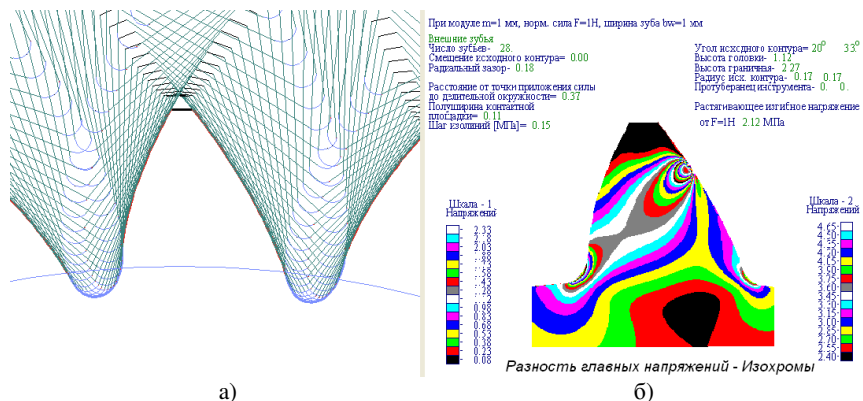 При модуле m=1 мм, норм. сила F=1Н, ширина зуба bw=1 мм
Внешние зубья
Число зубьев- 28.
Смещение исходного контура= 0.00
Радиальный зазор- 0.18
Расстояние от точки приложения силы
до делительной окружности= 0.37
Полуширина контактной
площадки= 0.11
Шаг изолиний [МПа]= 0.15
Угол исходного контура= 20° 33°
Высота головки- 1.12
Высота граничная- 2.27
Радиус исх. контура- 0.17 0.17
Протуберанец инструмента- 0. 0.
Растягивающее изгибное напряжение
от F=1Н 2.12 МПа
Шкала - 1
Напряжений
2.33
0.98
0.83
0.68
0.53
0.38
0.23
0.08
Шкала - 2
Напряжений
4.65
4.50
4.35
4.20
4.05
3.90
3.75
3.60
3.45
3.30
3.15
3.00
2.85
2.70
2.55
2.40
Разность главных напряжений - Изохромы
а)
б)